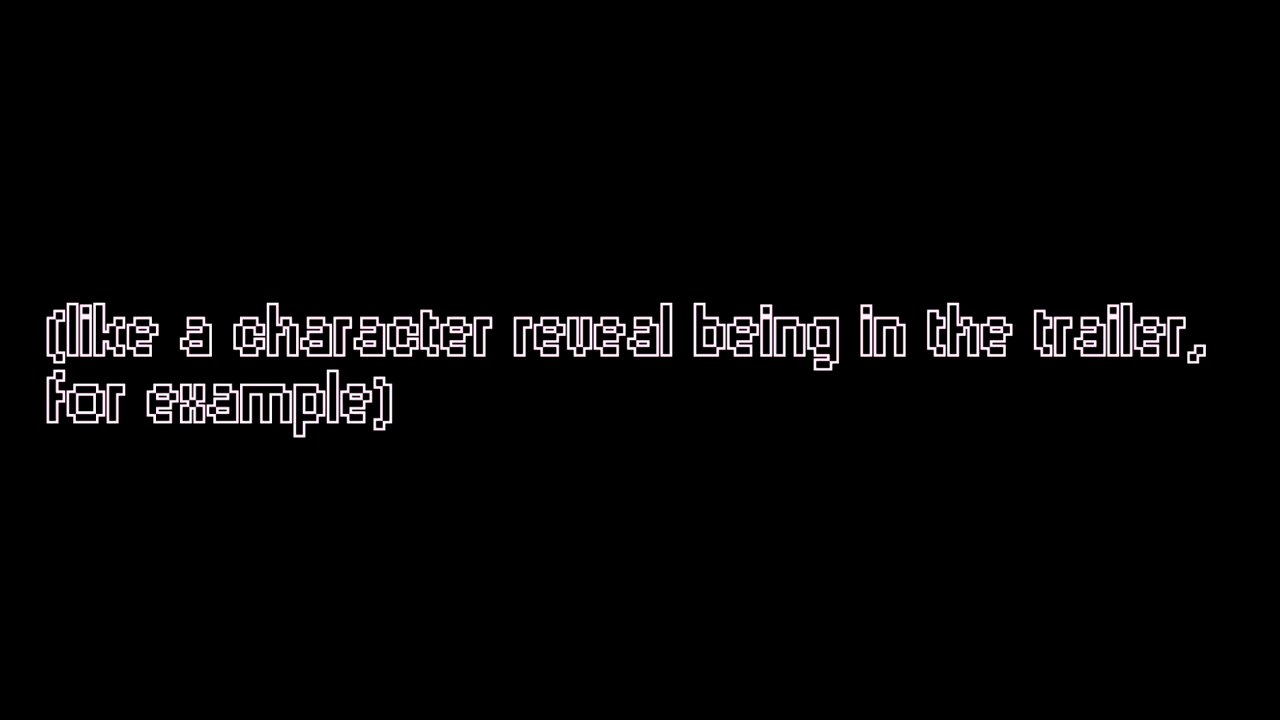 (like a character reveal being in the trailer,
for example)